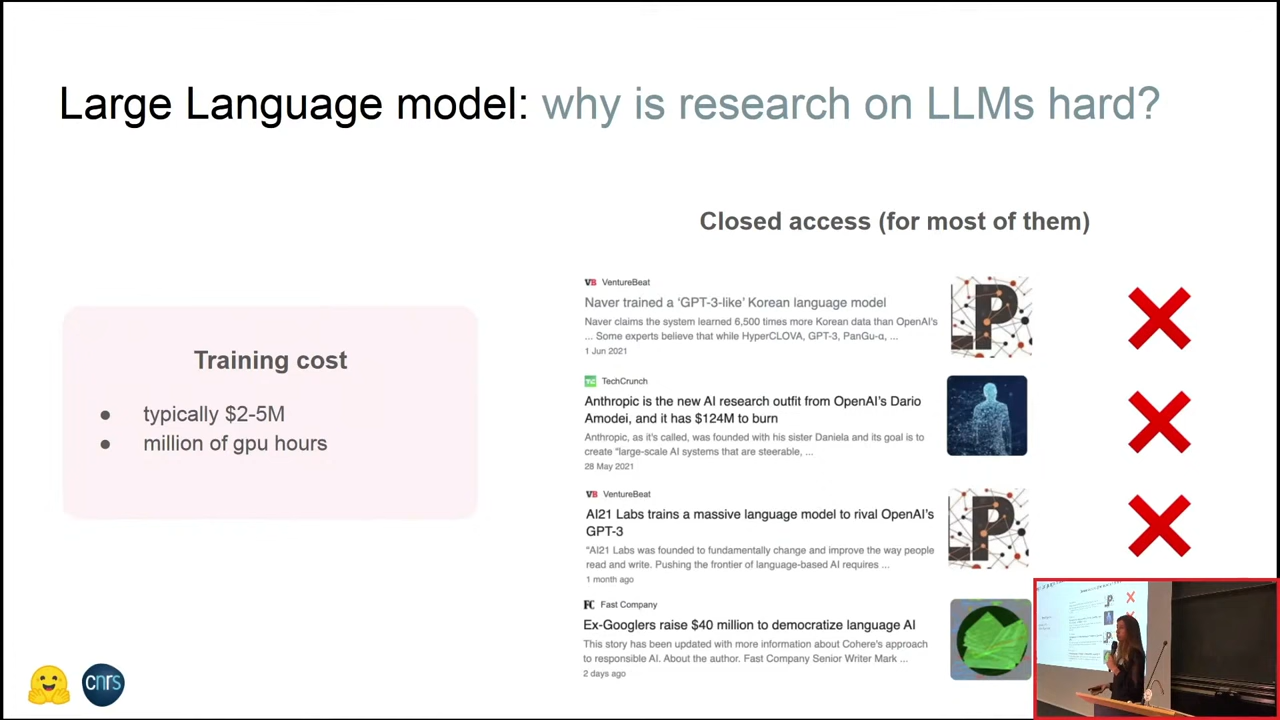 Large Language model: why is research on LLMs hard?
Training cost
● typically $2-5M
● million of gpu hours
Closed access (for most of them)
VB VentureBeat
Naver trained a ‘GPT-3-like’ Korean language model
Naver claims the system learned 6,500 times more Korean data than OpenAI's
... Some experts believe that while HyperCLOVA, GPT-3, PanGu-α, ...
1 Jun 2021
LP
TechCrunch
Anthropic is the new AI research outfit from OpenAI’s Dario
Amodei, and it has $124M to burn
Anthropic, as it's called, was founded with his sister Daniela and its goal is to
create "large-scale AI systems that are steerable, ...
28 May 2021
VB VentureBeat
AI21 Labs trains a massive language model to rival OpenAI’s
GPT-3
"AI21 Labs was founded to fundamentally change and improve the way people
read and write. Pushing the frontier of language-based AI requires ...
1 month ago
LP
FC Fast Company
Ex-Googlers raise $40 million to democratize language AI
This story has been updated with more information about Cohere's approach
to responsible AI. About the author. Fast Company Senior Writer Mark ...
2 days ago
cnrs